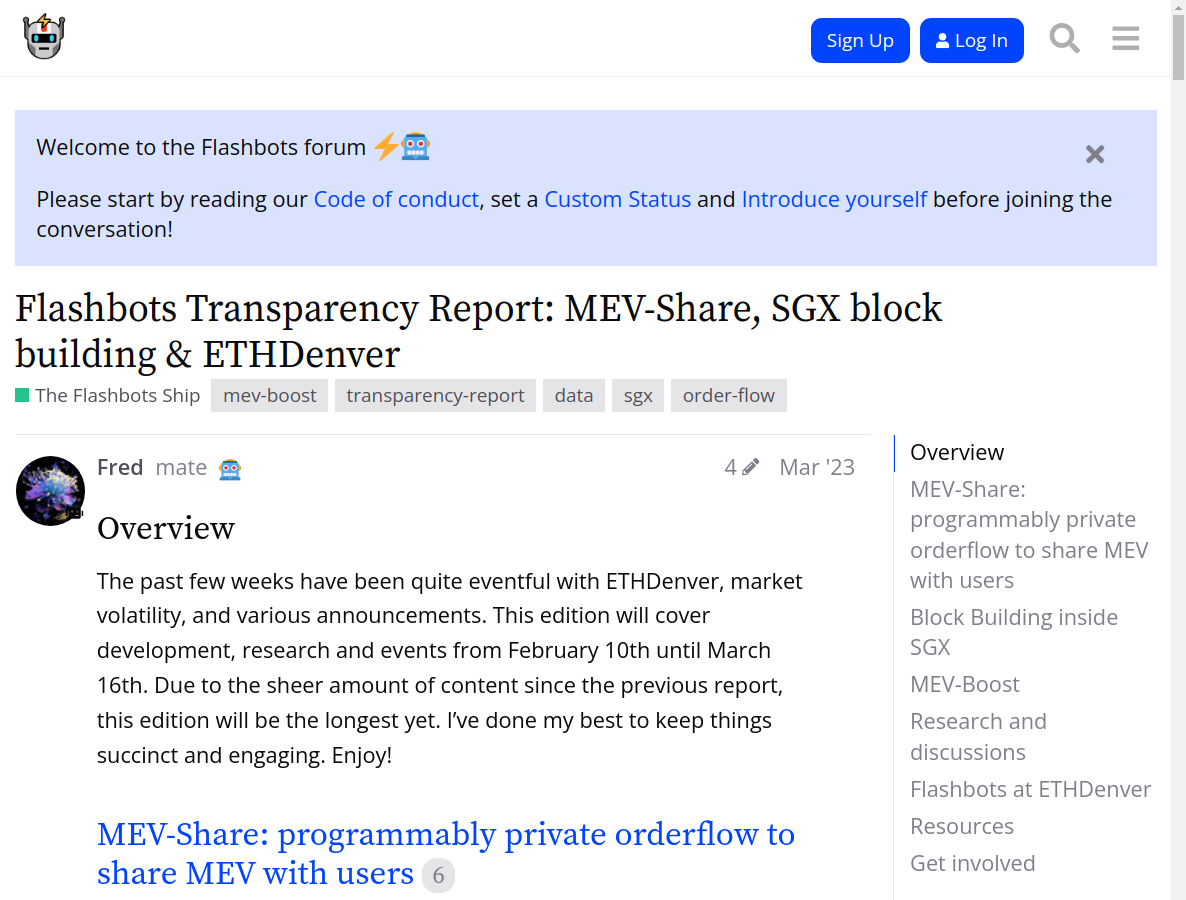 Sign Up
Log In
Welcome to the Flashbots forum
Please start by reading our Code of conduct, set a Custom Status and Introduce yourself before joining the
conversation!
Flashbots Transparency Report: MEV-Share, SGX block
building & ETHDenver
The Flashbots Ship mev-boost transparency-report data sgx order-flow
Fred mate 4 Mar '23
Overview
The past few weeks have been quite eventful with ETHDenver, market
volatility, and various announcements. This edition will cover
development, research and events from February 10th until March
16th. Due to the sheer amount of content since the previous report,
this edition will be the longest yet. I’ve done my best to keep things
succinct and engaging. Enjoy!
MEV-Share: programmably private orderflow to
share MEV with users 6
Overview
MEV-Share:
programmably private
orderflow to share MEV
with users
Block Building inside
SGX
MEV-Boost
Research and
discussions
Flashbots at ETHDenver
Resources
Get involved